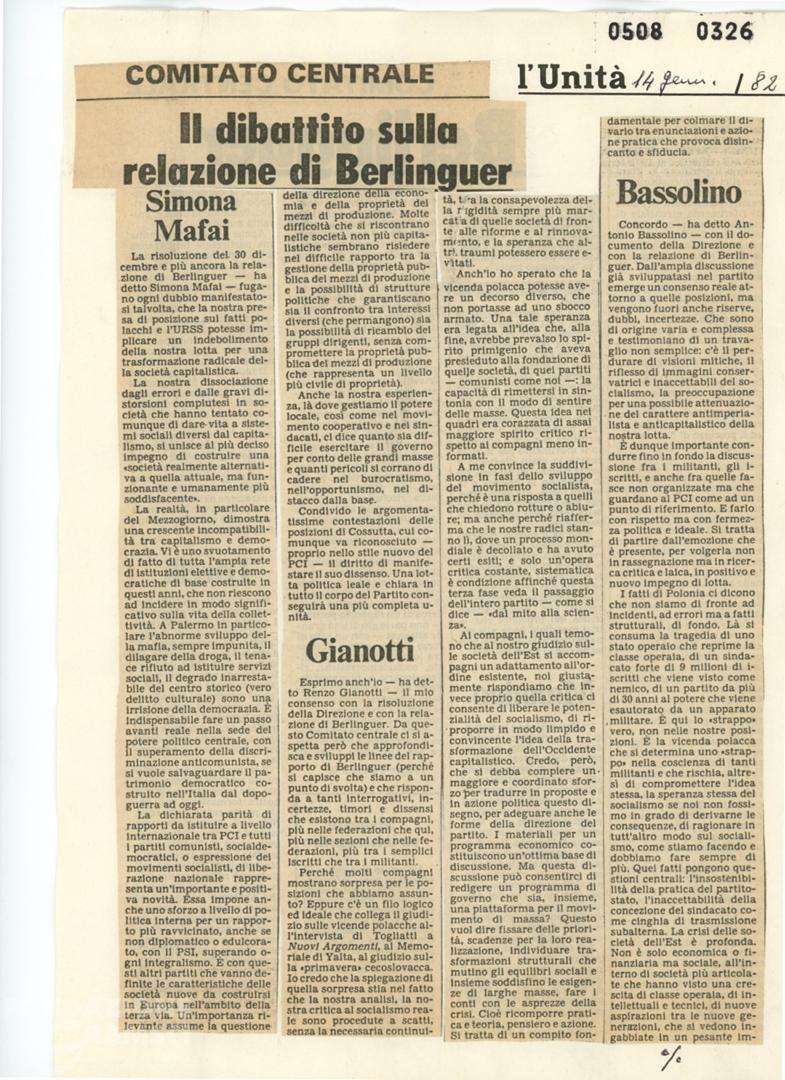 0508 0326
COMITATO CENTRALE
l'Unità 14 genn. / 82
Il dibattito sulla
relazione di Berlinguer
Simona
Mafai
La risoluzione del 30 di-
cembre e più ancora la rela-
zione di Berlinguer — ha
detto Simona Mafai — fuga-
no ogni dubbio manifestato-
si talvolta, che la nostra pre-
sa di posizione sui fatti po-
lacchi e l'URSS potesse im-
plicare un indebolimento
della nostra lotta per una
trasformazione radicale del-
la società capitalistica.
La nostra dissociazione
dagli errori e dalle gravi di-
storsioni compiutesi in so-
cietà che hanno tentato co-
munque di dare vita a siste-
mi sociali diversi dal capita-
lismo, si unisce al più deciso
impegno di costruire una
«società realmente alternati-
va a quella attuale, ma fun-
zionante e umanamente più
soddisfacente».
La realtà, in particolare
del Mezzogiorno, dimostra
una crescente incompatibili-
tà tra capitalismo e demo-
crazia. Vi è uno svuotamento
di fatto di tutta l'ampia rete
di istituzioni elettive e demo-
cratiche di base costruite in
questi anni, che non riescono
ad incidere in modo signifi-
cativo sulla vita della collet-
tività. A Palermo in partico-
lare l'abnorme sviluppo del-
la mafia, sempre impunita, il
dilagare della droga, il tena-
ce rifiuto ad istituire servizi
sociali, il degrado inarresta-
bile del centro storico (vero
delitto culturale) sono una
irrisione della democrazia. È
indispensabile fare un passo
avanti reale nella sede del
potere politico centrale, con
il superamento della discri-
minazione anticomunista, se
si vuole salvaguardare il pa-
trimonio democratico co-
struito nell'Italia dal dopo-
guerra ad oggi.
La dichiarata parità di
rapporti da istituire a livello
internazionale tra PCI e tutti
i partiti comunisti, socialde-
mocratici, o espressione dei
movimenti socialisti, di libe-
razione nazionale rappre-
senta un'importante e positi-
va novità. Essa impone an-
che uno sforzo a livello di po-
litica interna per un rappor-
to più ravvicinato, anche se
non diplomatico o edulcora-
to, con il PSI, superando o-
gni integralismo. È con que-
sti altri partiti che vanno de-
finite le caratteristiche delle
società nuove da costruirsi
in Europa nell'ambito della
terza via. Un'importanza ri-
levante assume la questione
della direzione della econo-
mia e della proprietà dei
mezzi di produzione. Molte
difficoltà che si riscontrano
nelle società non più capita-
listiche sembrano risiedere
nel difficile rapporto tra la
gestione della proprietà pub-
blica dei mezzi di produzione
e la possibilità di strutture
politiche che garantiscano
sia il confronto tra interessi
diversi (che permangono) sia
la possibilità di ricambio dei
gruppi dirigenti, senza com-
promettere la proprietà pub-
blica dei mezzi di produzione
(che rappresenta un livello
più civile di proprietà).
Anche la nostra esperien-
za, là dove gestiamo il potere
locale, così come nel movi-
mento cooperativo e nei sin-
dacati, ci dice quanto sia dif-
ficile esercitare il governo
per conto delle grandi masse
e quanti pericoli si corrano di
cadere nel burocratismo,
nell'opportunismo, nel di-
stacco dalla base.
Condivido le argomenta-
tissime contestazioni delle
posizioni di Cossutta, cui co-
munque va riconosciuto —
proprio nello stile nuovo del
PCI — il diritto di manife-
stare il suo dissenso. Una lot-
ta politica leale e chiara in
tutto il corpo del Partito con-
seguirà una più completa u-
nità.
Gianotti
Esprimo anch'io — ha det-
to Renzo Gianotti — il mio
consenso con la risoluzione
della Direzione e con la rela-
zione di Berlinguer. Da que-
sto Comitato centrale ci si a-
spetta però che approfondi-
sca e sviluppi le linee del rap-
porto di Berlinguer (perché
si capisce che siamo a un
punto di svolta) e che rispon-
da a tanti interrogativi, in-
certezze, timori e dissensi
che esistono tra i compagni,
più nelle federazioni che qui,
più nelle sezioni che nelle fe-
derazioni, più tra i semplici
iscritti che tra i militanti.
Perché molti compagni
mostrano sorpresa per le po-
sizioni che abbiamo assun-
to? Eppure c'è un filo logico
ed ideale che collega il giudi-
zio sulle vicende polacche al-
l'intervista di Togliatti a
Nuovi Argomenti, al Memo-
riale di Yalta, al giudizio sul-
la «primavera» cecoslovacca.
Io credo che la spiegazione di
quella sorpresa stia nel fatto
che la nostra analisi, la no-
stra critica al socialismo rea-
le sono procedute a scatti,
senza la necessaria continui-
tà, tra la consapevolezza del-
la rigidità sempre più mar-
cata di quelle società di fron-
te alle riforme e al rinnova-
mento, e la speranza che al-
tri traumi potessero essere e-
vitati.
Anch'io ho sperato che la
vicenda polacca potesse ave-
re un decorso diverso, che
non portasse ad uno sbocco
armato. Una tale speranza
era legata all'idea che, alla
fine, avrebbe prevalso lo spi-
rito primigenio che aveva
presieduto alla fondazione di
quelle società, di quei partiti
— comunisti come noi —: la
capacità di rimettersi in sin-
tonia con il modo di sentire
delle masse. Questa idea nei
quadri era corazzata di assai
maggiore spirito critico ri-
spetto ai compagni meno in-
formati.
A me convince la suddivi-
sione in fasi dello sviluppo
del movimento socialista,
perché è una risposta a quelli
che chiedono rotture o abiu-
re; ma anche perché riaffer-
ma che le nostre radici stan-
no lì, dove un processo mon-
diale è decollato e ha avuto
certi esiti; e solo un'opera
critica costante, sistematica
è condizione affinché questa
terza fase veda il passaggio
dell'intero partito — come si
dice — «dal mito alla scien-
za».
Ai compagni, i quali temo-
no che al nostro giudizio sul-
le società dell'Est si accom-
pagni un adattamento all'or-
dine esistente, noi giusta-
mente rispondiamo che in-
vece proprio quella critica ci
consente di liberare le poten-
zialità del socialismo, di ri-
proporre in modo limpido e
convincente l'idea della tra-
sformazione dell'Occidente
capitalistico. Credo, però,
che si debba compiere un
maggiore e coordinato sfor-
zo per tradurre in proposte e
in azione politica questo di-
segno, per adeguare anche le
forme della direzione del
partito. I materiali per un
programma economico co-
stituiscono un'ottima base di
discussione. Ma questa di-
scussione può consentirci di
redigere un programma di
governo che sia, insieme,
una piattaforma per il movi-
mento di massa? Questo
vuol dire fissare delle priori-
tà, scadenze per la loro rea-
lizzazione, individuare tra-
sformazioni strutturali che
mutino gli equilibri sociali e
insieme soddisfino le esigen-
ze di larghe masse, fare i
conti con le asprezze della
crisi. Cioè ricomporre prati-
ca e teoria, pensiero e azione.
Si tratta di un compito fon-
damentale per colmare il di-
vario tra enunciazioni e azio-
ne pratica che provoca disin-
canto e sfiducia.
Bassolino
Concordo — ha detto An-
tonio Bassolino — con il do-
cumento della Direzione e
con la relazione di Berlin-
guer. Dall'ampia discussione
già sviluppatasi nel partito
emerge un consenso reale at-
torno a quelle posizioni, ma
vengono fuori anche riserve,
dubbi, incertezze. Che sono
di origine varia e complessa
e testimoniano di un trava-
glio non semplice: c'è il per-
durare di visioni mitiche, il
riflesso di immagini conser-
vatrici e inaccettabili del so-
cialismo, la preoccupazione
per una possibile attenuazio-
ne del carattere antimperia-
lista e anticapitalistico della
nostra lotta.
È dunque importante con-
durre fino in fondo la discus-
sione fra i militanti, gli i-
scritti, e anche fra quelle fa-
sce non organizzate ma che
guardano al PCI come ad un
punto di riferimento. E farlo
con rispetto ma con fermez-
za politica e ideale. Si tratta
di partire dall'emozione che
è presente, per volgerla non
in rassegnazione ma in ricer-
ca critica e laica, in positivo e
nuovo impegno di lotta.
I fatti di Polonia ci dicono
che non siamo di fronte ad
incidenti, ad errori ma a fatti
strutturali, di fondo. Là si
consuma la tragedia di uno
stato operaio che reprime la
classe operaia, di un sinda-
cato forte di 9 milioni di i-
scritti che viene visto come
nemico, di un partito da più
di 30 anni al potere che viene
esautorato da un apparato
militare. È qui lo «strappo»
vero, non nelle nostre posi-
zioni. È la vicenda polacca
che si determina uno «strap-
po» nella coscienza di tanti
militanti e che rischia, altre-
sì, di compromettere l'idea
stessa, la speranza stessa del
socialismo se noi non fossi-
mo in grado di derivarne le
conseguenze, di ragionare in
tutt'altro modo sul sociali-
smo, come stiamo facendo e
dobbiamo fare sempre di
più. Quei fatti pongono que-
stioni centrali: l'insostenibi-
lità della pratica del partito-
stato, l'inaccettabilità della
concezione del sindacato co-
me cinghia di trasmissione
subalterna. La crisi delle so-
cietà dell'Est è profonda.
Non è solo economica o fi-
nanziaria ma sociale, all'in-
terno di società più articola-
te che hanno visto una cre-
scita di classe operaia, di in-
tellettuali e tecnici, di nuove
aspirazioni tra le nuove ge-
nerazioni, che si vedono in-
gabbiate in un pesante im-
%